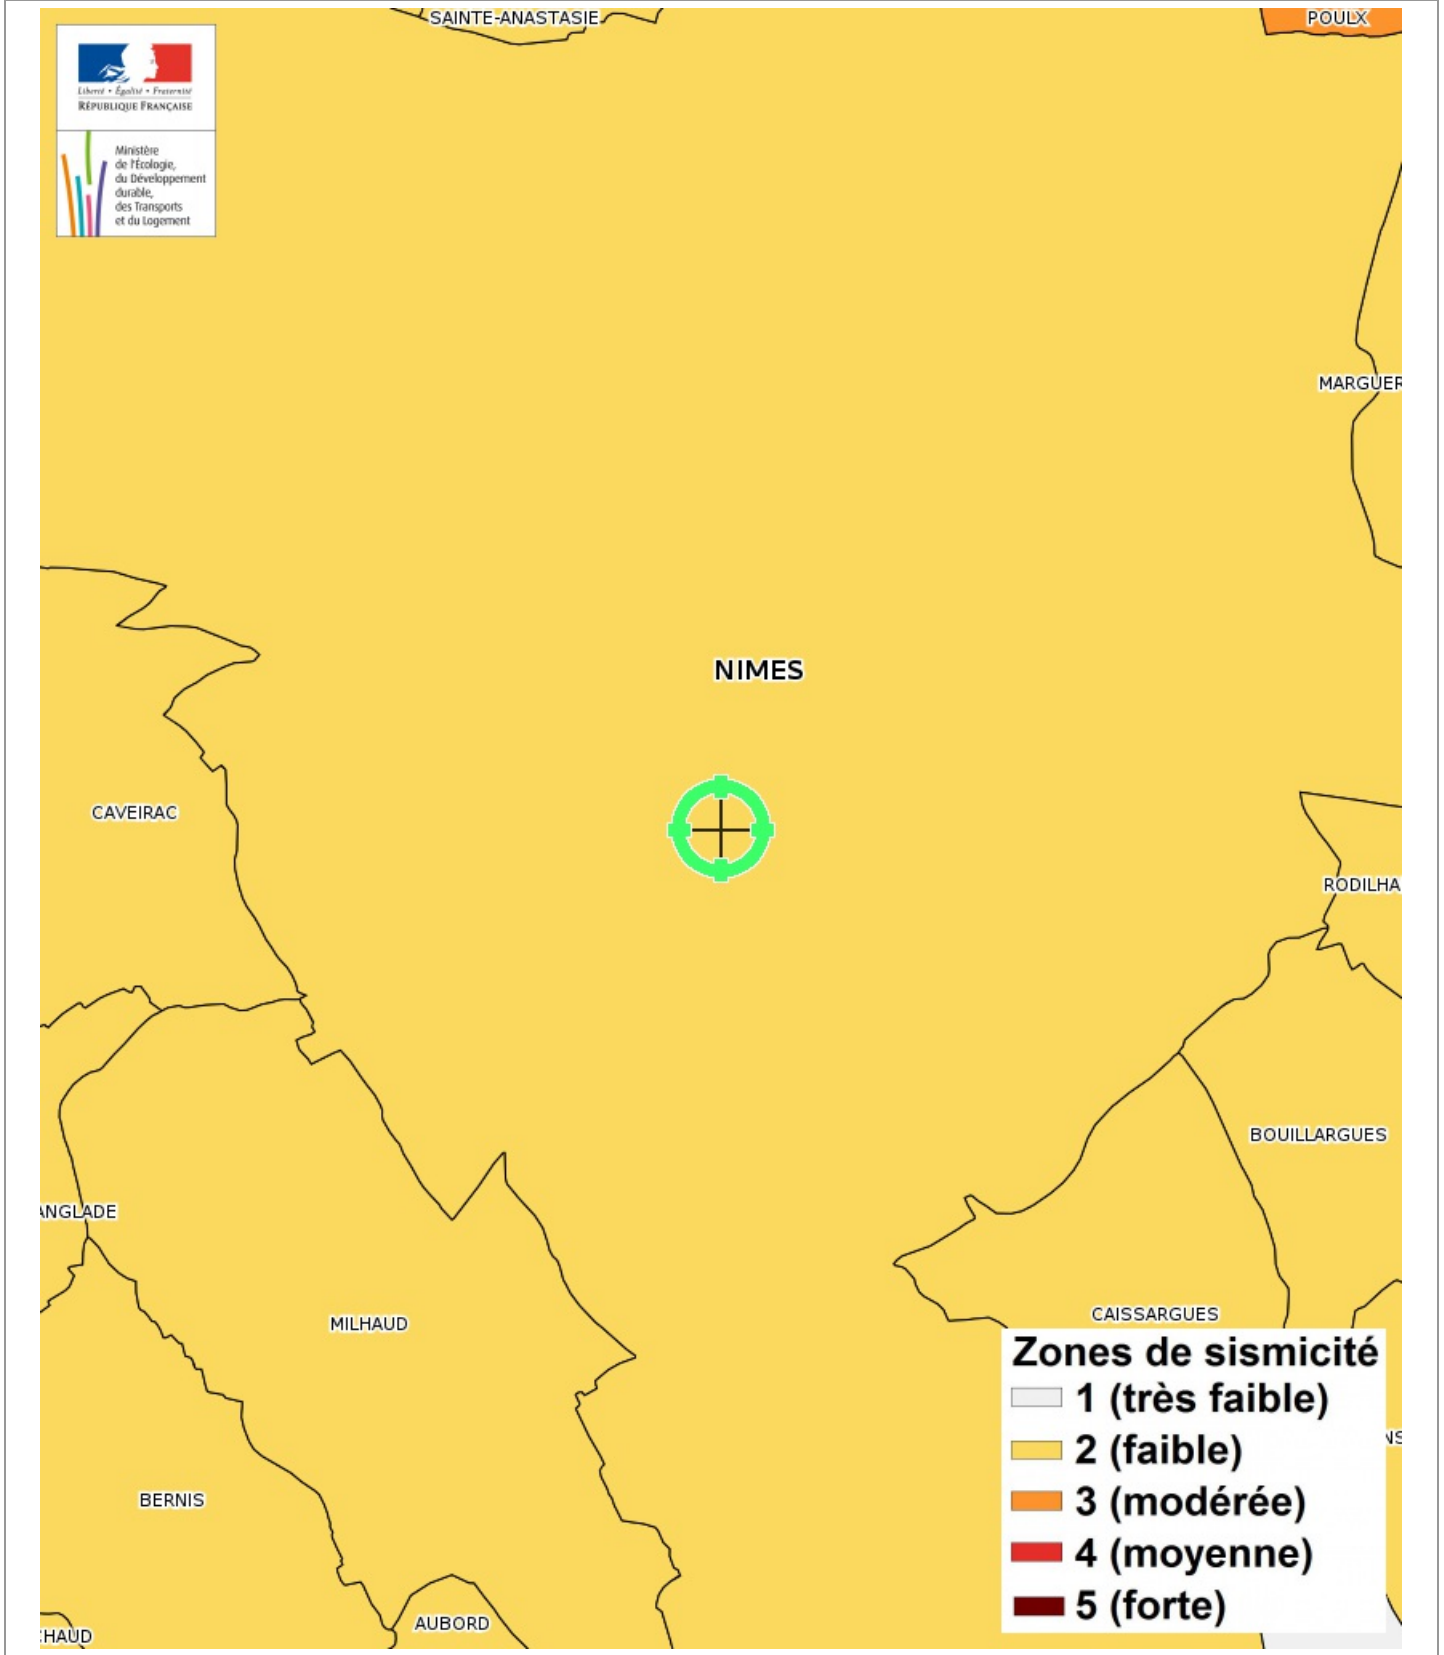 SAINTE-ANASTASIE
POULX
Liberté • Égalité • Fraternité
RÉPUBLIQUE FRANÇAISE
Ministère
de l'Écologie,
du Développement
durable,
des Transports
et du Logement
MARGUER
NIMES
CAVEIRAC
RODILHA
BOUILLARGUES
ANGLADE
CAISSARGUES
MILHAUD
Zones de sismicité
1 (très faible)
2 (faible)
NS
3 (modérée)
BERNIS
4 (moyenne)
5 (forte)
AUBORD
CHAUD